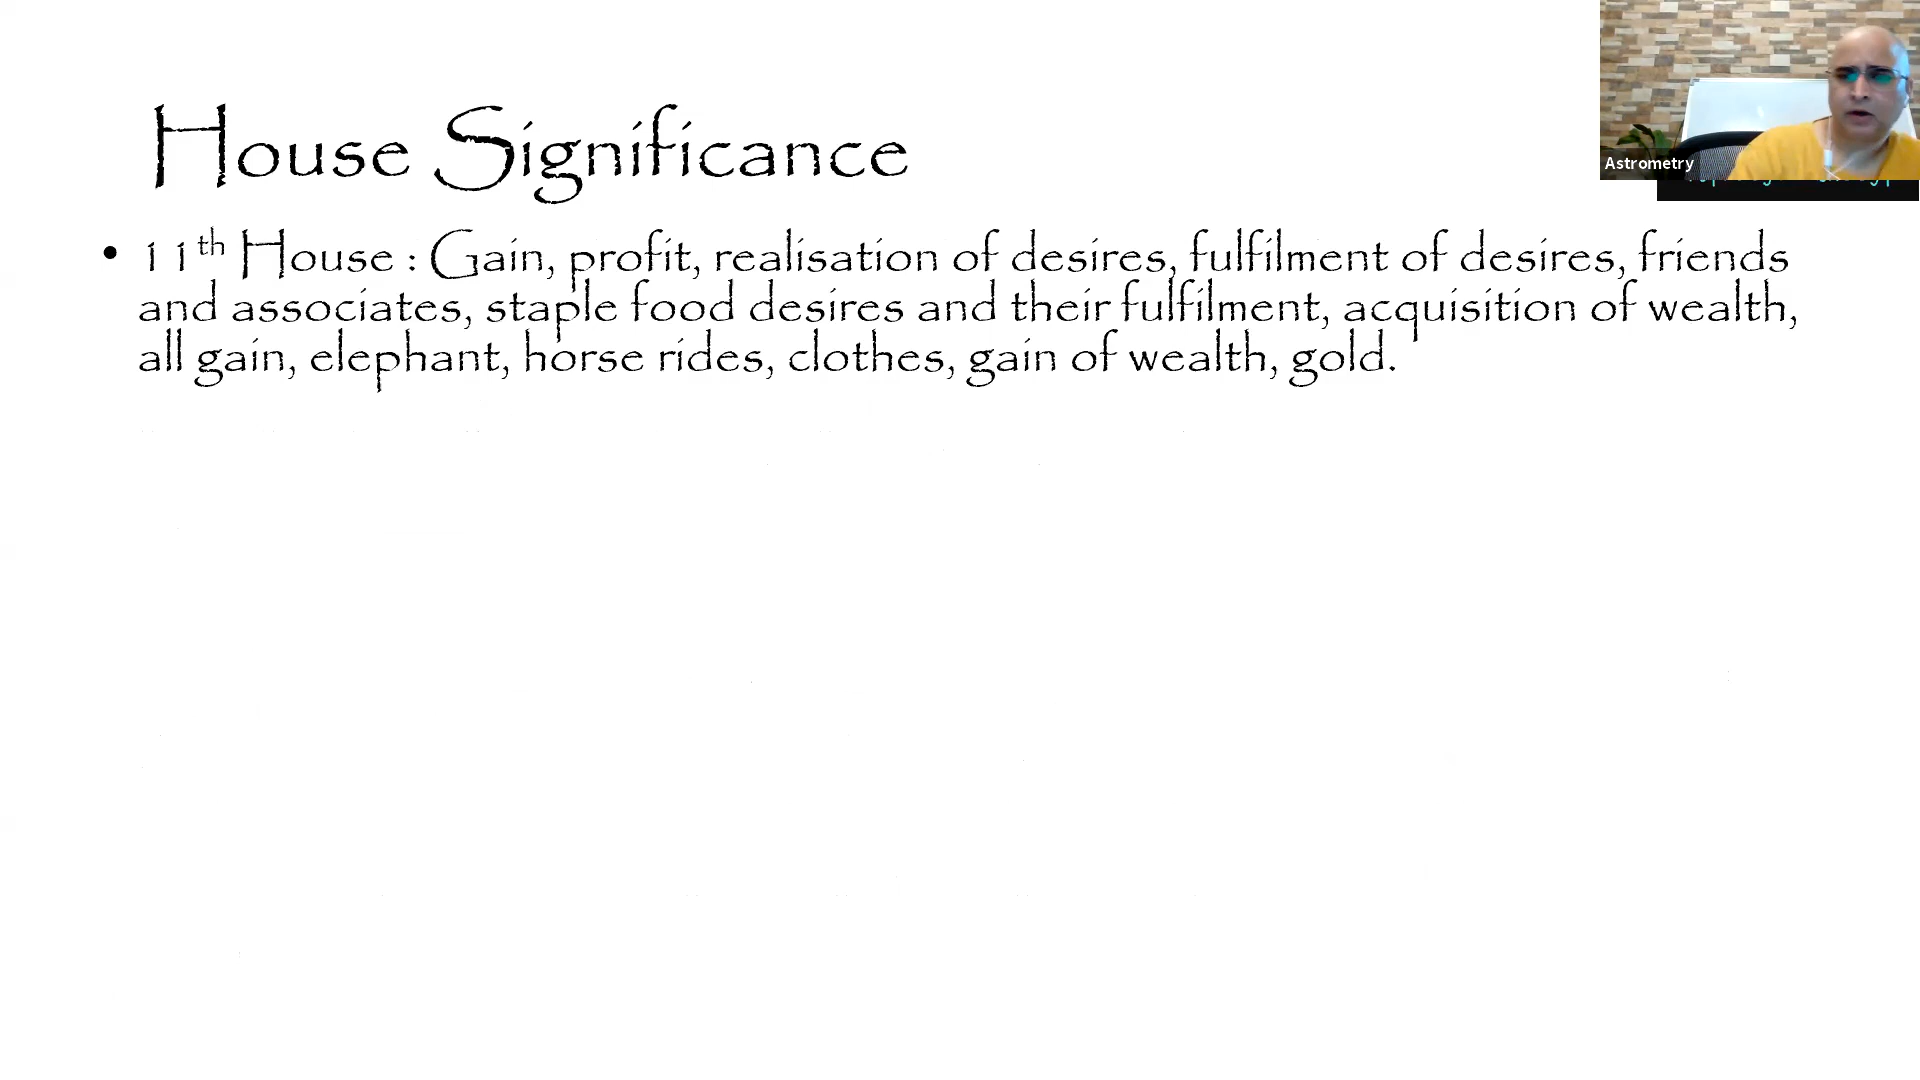 House Significance
Astrometry
• 11th House : Gain, profit, realisation of desires, fulfilment of desires, friends
and associates, staple food desires and their fulfilment, acquisition of wealth,
all gain, elephant, horse rides, clothes, gain of wealth, gold.